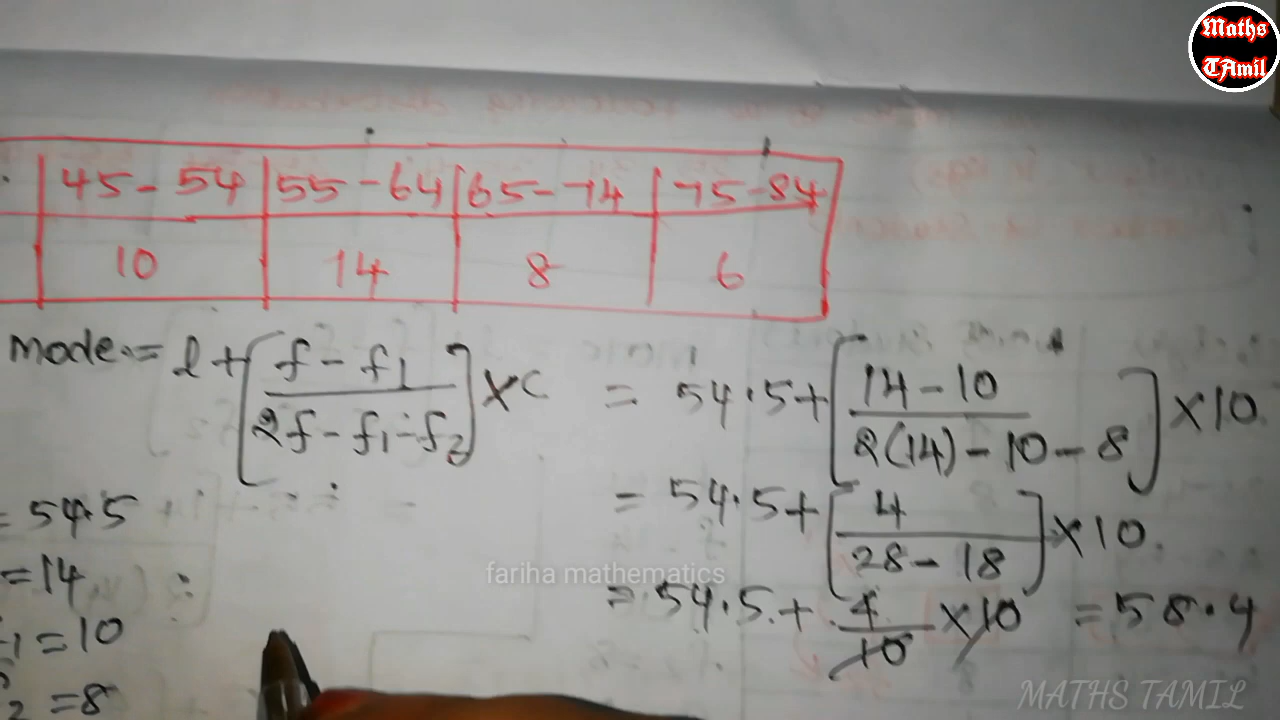 Maths
TAmil
45-54 55-64 65-74 75-84
10 14 8 6
mode = l + [f - f1 / 2f - f1 - f2] × c
= 54.5
= 14
1 = 10
2 = 8
= 54.5 + [14 - 10 / 2(14) - 10 - 8] × 10.
= 54.5 + [4 / 28 - 18] × 10.
= 54.5. + 4 / 10 × 10 = 58.4
fariha mathematics
MATHS TAMIL